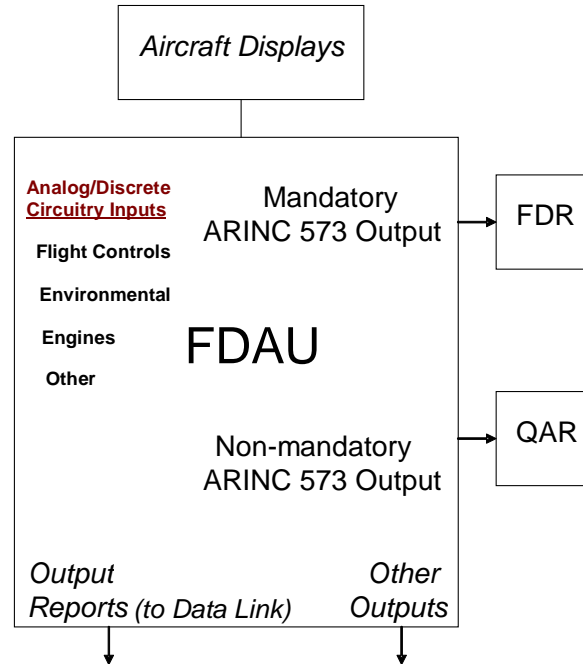 Aircraft Displays
Analog/Discrete
Circuitry Inputs
Flight Controls
Environmental
Engines
Other
Mandatory
ARINC 573 Output
FDR
FDAU
Non-mandatory
ARINC 573 Output
QAR
Output
Reports (to Data Link)
Other
Outputs